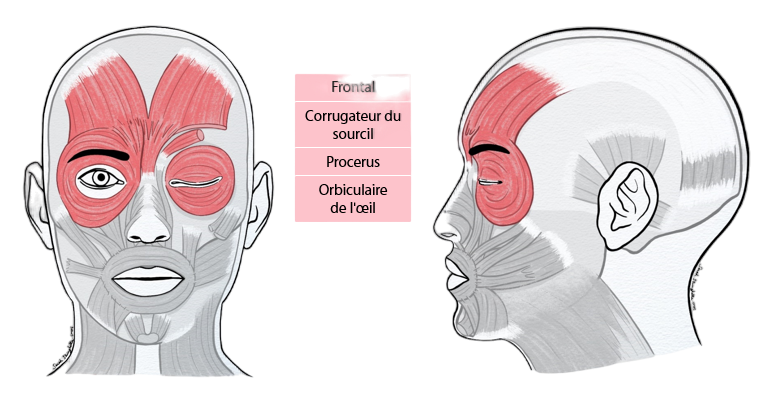 Frontal
Corrugateur du
sourcil
Procerus
Orbiculaire
de l'œil